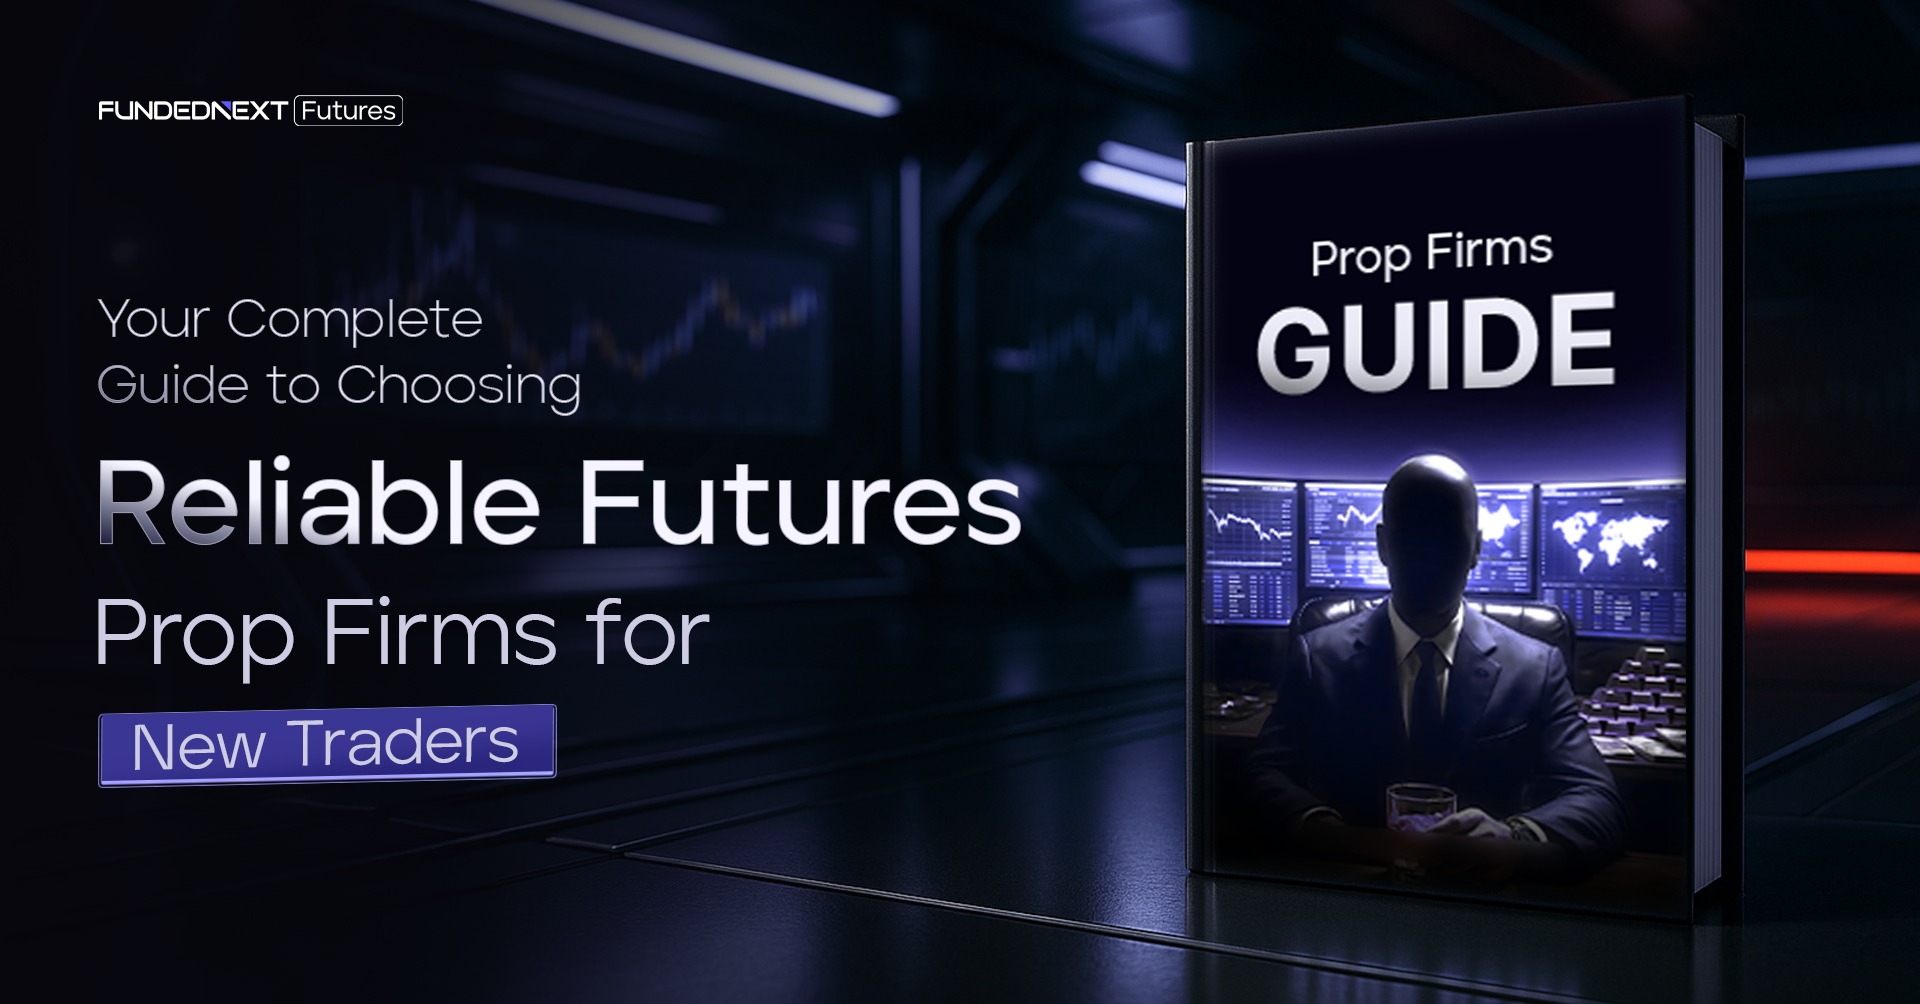 FUNDEDNEXT Futures
Your Complete
Guide to Choosing
Reliable Futures
Prop Firms for
New Traders
Prop Firms
GUIDE